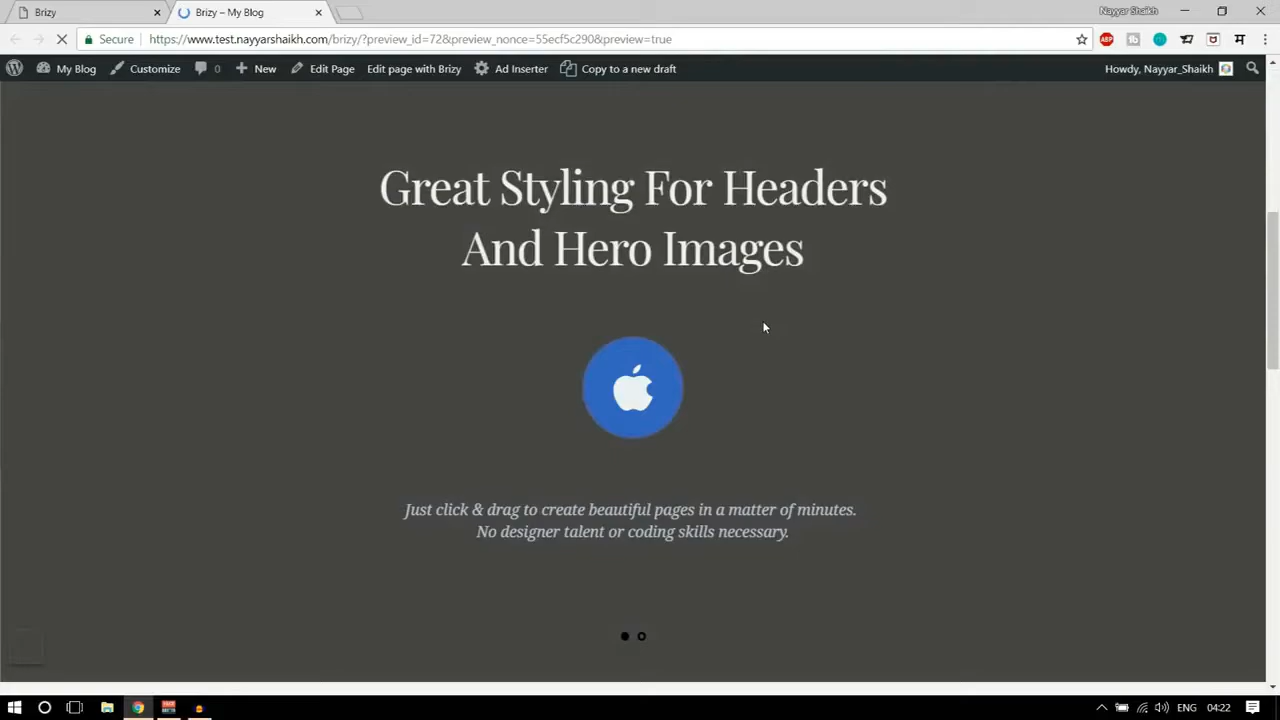 Brizy
Brizy – My Blog
Nayyar Shaikh
Secure
https://www.test.nayyarshaikh.com/brizy/?preview_id=72&preview_nonce=55ecf5c290&preview=true
ABP
My Blog
Customize
0
New
Edit Page
Edit page with Brizy
Ad Inserter
Copy to a new draft
Howdy, Nayyar_Shaikh
Great Styling For Headers
And Hero Images
Just click & drag to create beautiful pages in a matter of minutes.
No designer talent or coding skills necessary.
ENG
04:22